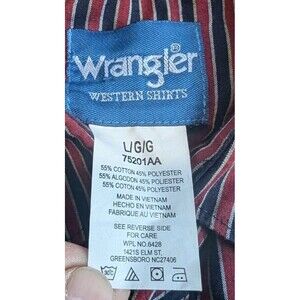 Wrangler
WESTERN SHIRTS
L/G/G
75201AA
55% COTTON 45% POLYESTER
55% ALGODON 45% POLIESTER
55% COTON 45% POLYESTER
MADE IN VIETNAM
HECHO EN VIETNAM
FABRIQUE AU VIETNAM
SEE REVERSE SIDE
FOR CARE
WPL NO.6428
1421S ELM ST,
GREENSBORO NC27406